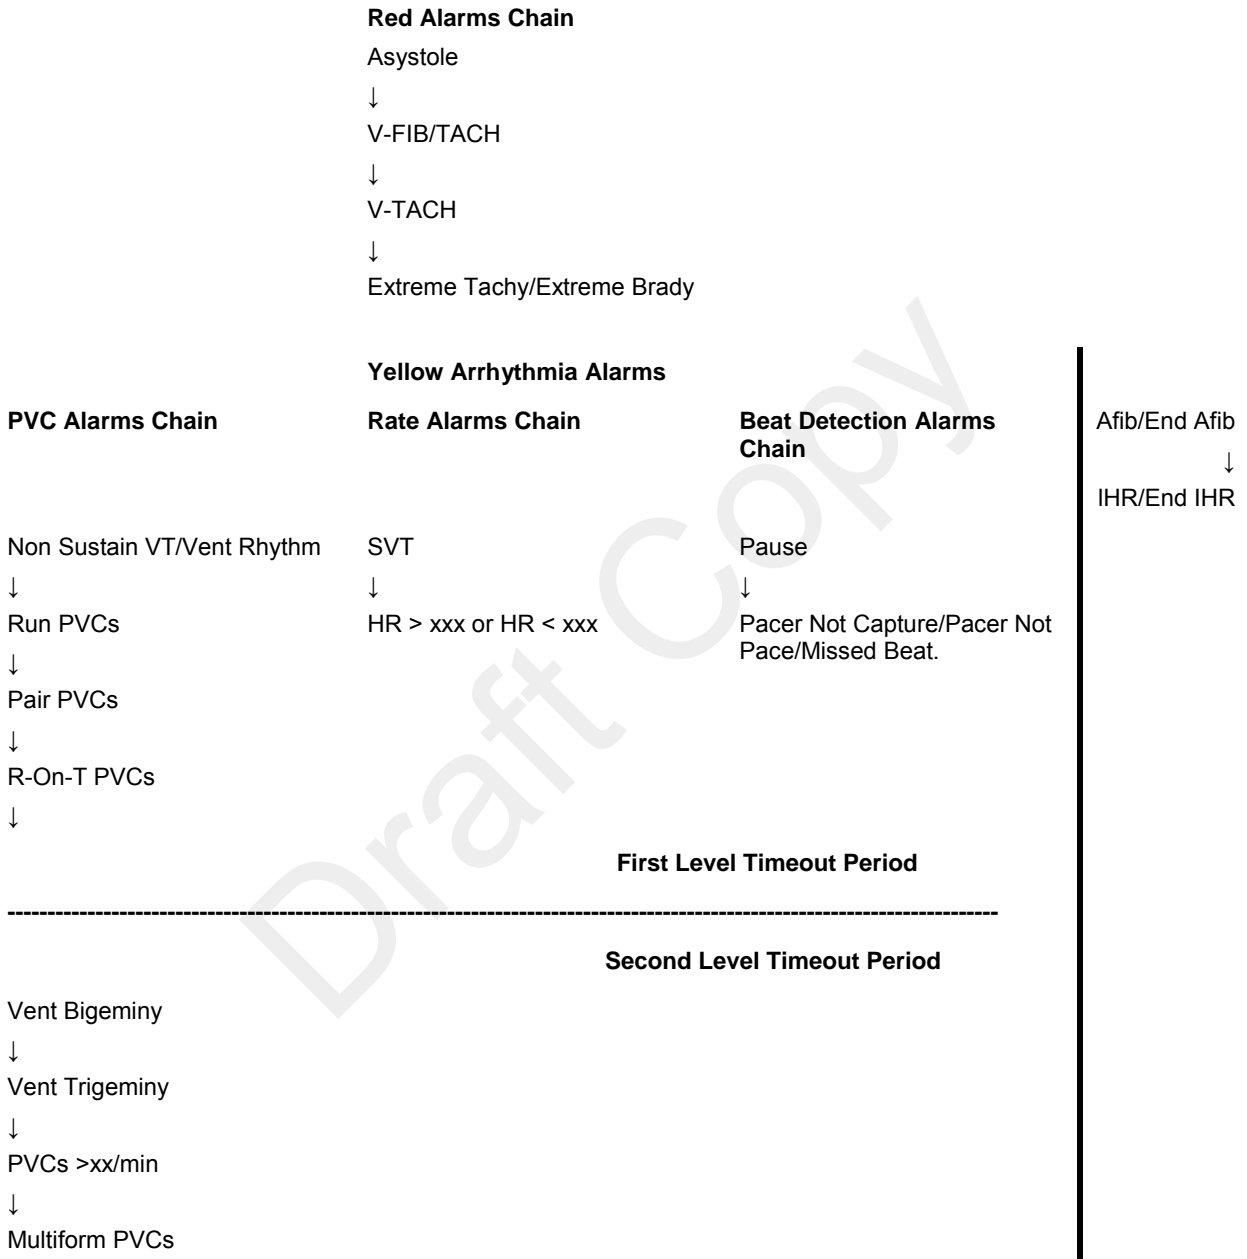 Red Alarms Chain
Asystole
↓
V-FIB/TACH
↓
V-TACH
↓
Extreme Tachy/Extreme Brady
Yellow Arrhythmia Alarms
PVC Alarms Chain
Non Sustain VT/Vent Rhythm
↓
Run PVCs
↓
Pair PVCs
↓
R-On-T PVCs
↓
Rate Alarms Chain
SVT
↓
HR > xxx or HR < xxx
Beat Detection Alarms
Chain
Pause
↓
Pacer Not Capture/Pacer Not
Pace/Missed Beat.
Afib/End Afib
↓
IHR/End IHR
First Level Timeout Period
Second Level Timeout Period
Vent Bigeminy
↓
Vent Trigeminy
↓
PVCs >xx/min
↓
Multiform PVCs
Draft Copy